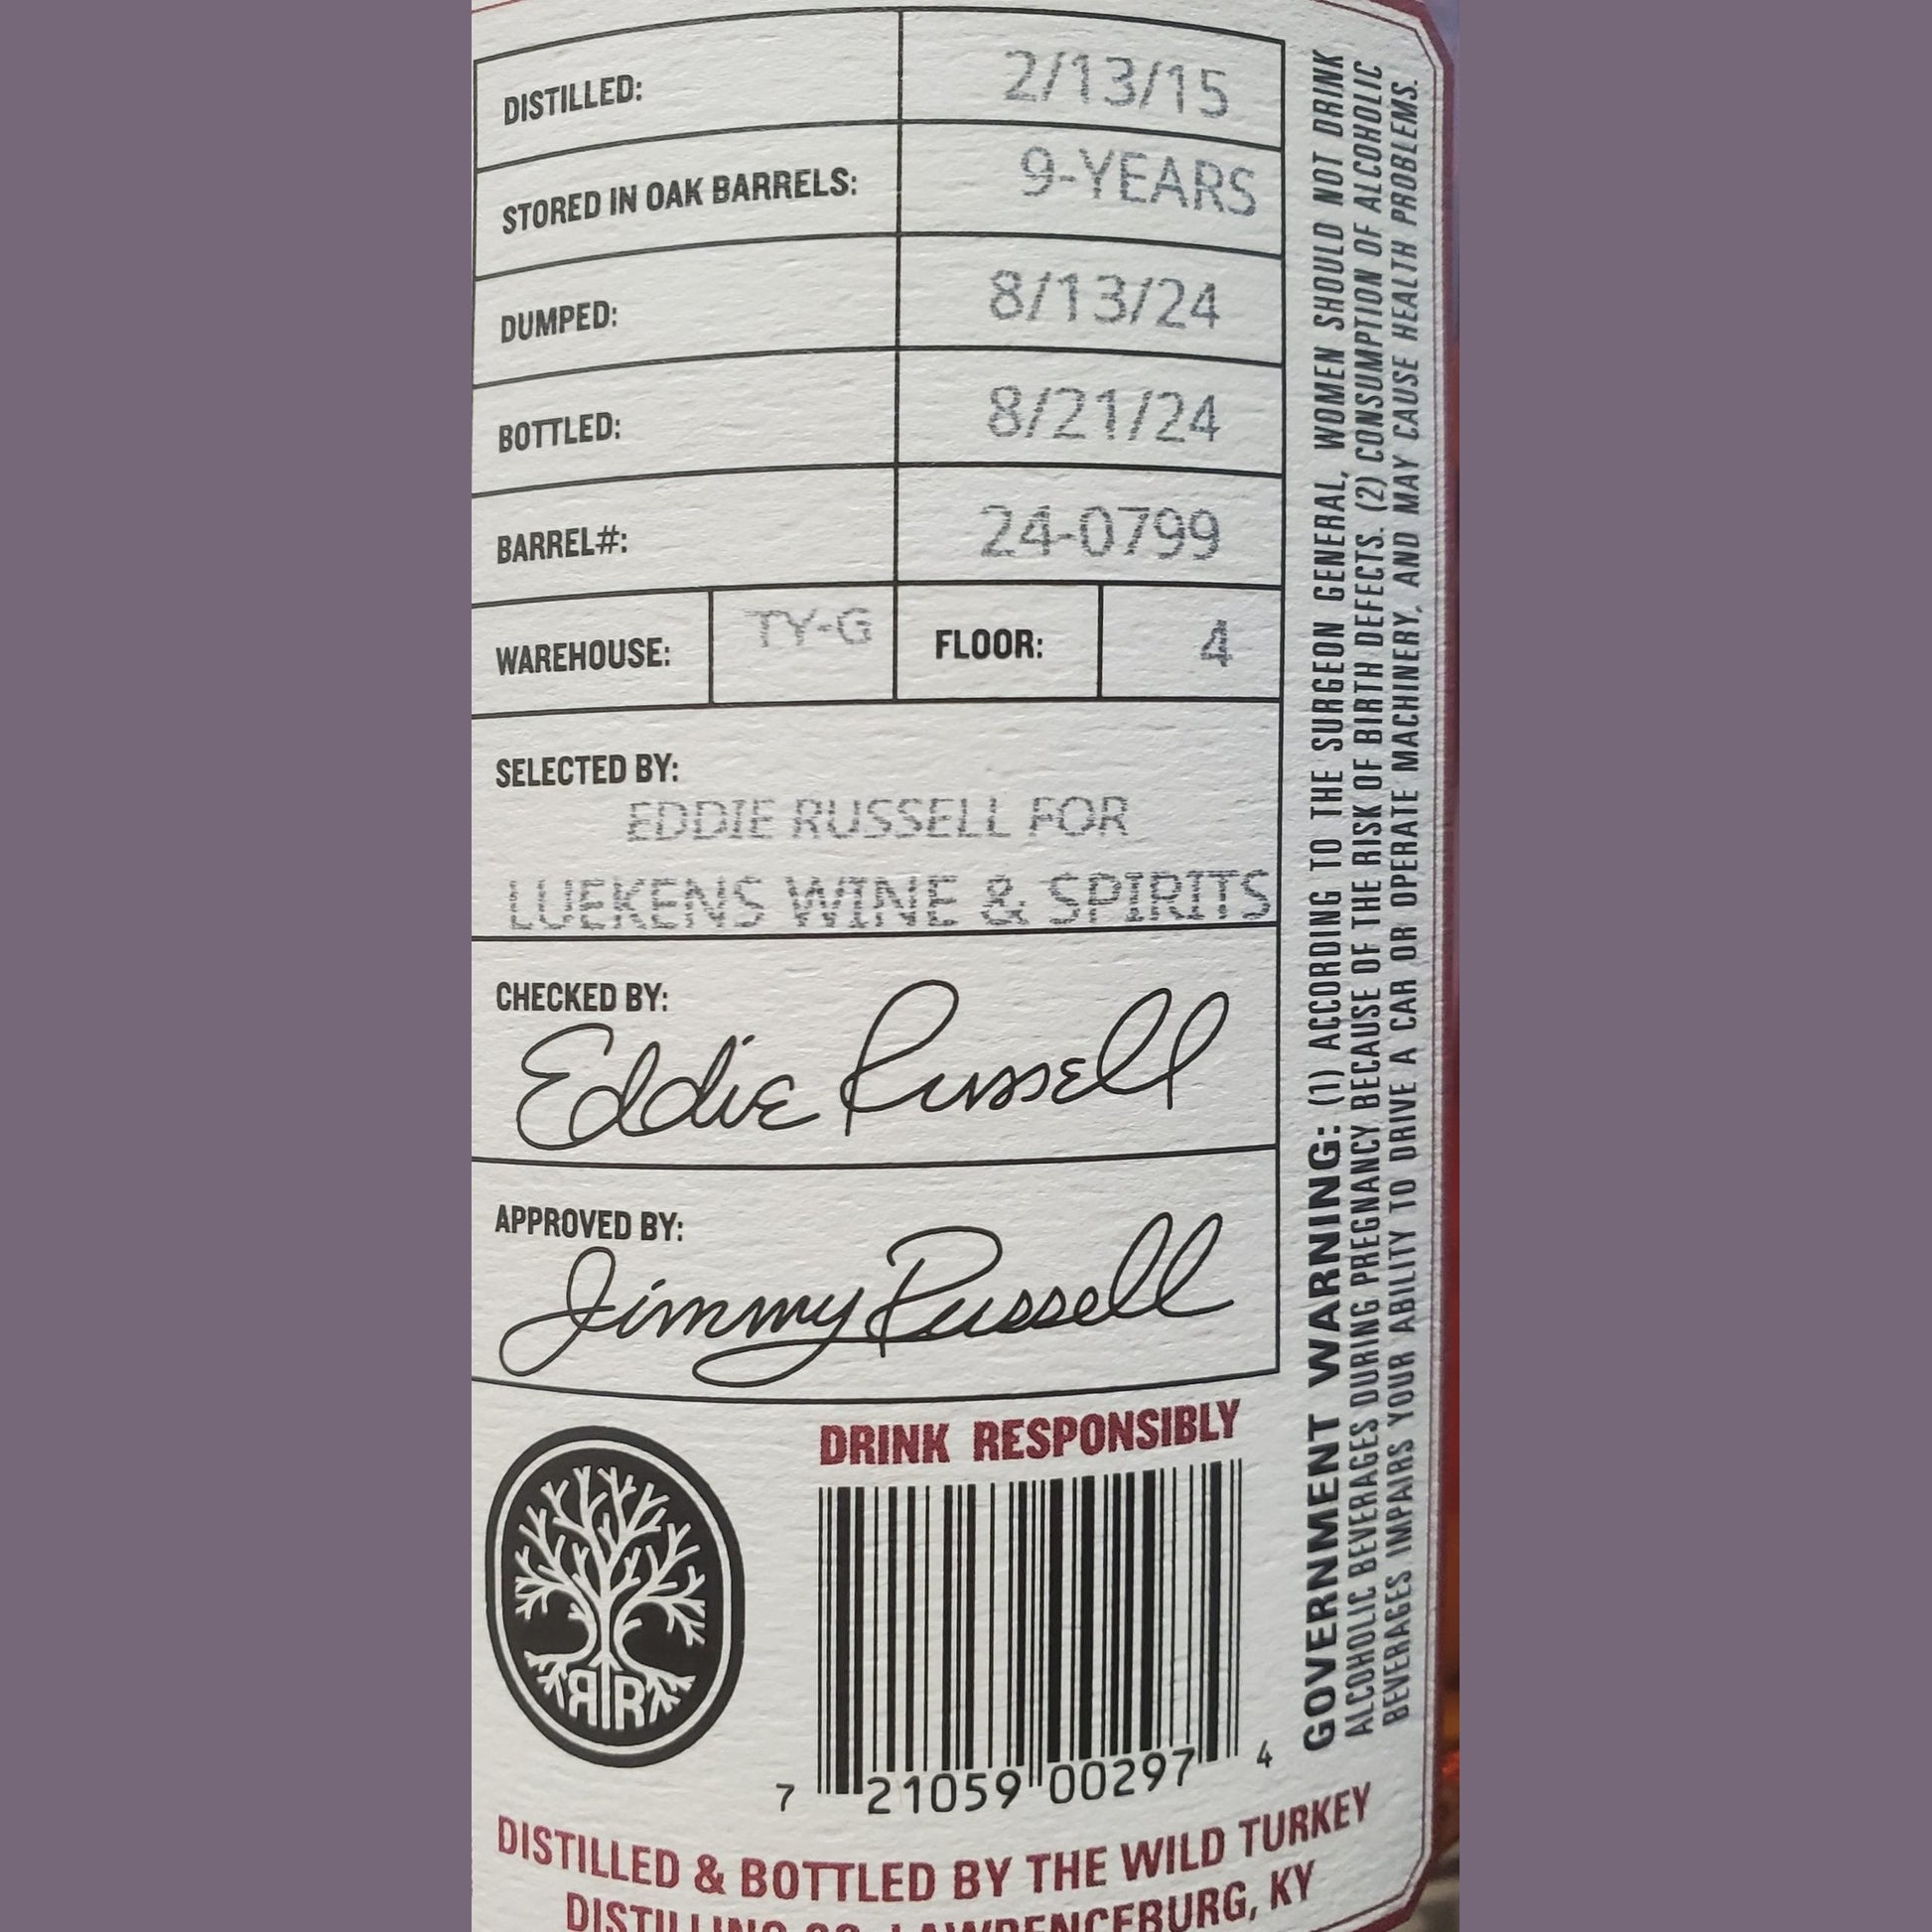 DISTILLED: 2/13/15
STORED IN OAK BARRELS: 9-YEARS
DUMPED: 8/13/24
BOTTLED: 8/21/24
BARREL#: 24-0799
WAREHOUSE: TY-G FLOOR: 4
SELECTED BY:
EDDIE RUSSELL FOR
LUEKENS WINE & SPIRITS
CHECKED BY:
Eddie Russell
APPROVED BY:
Jimmy Russell
DRINK RESPONSIBLY
RR
7 21059 00297 4
DISTILLED & BOTTLED BY THE WILD TURKEY
DISTILLING CO. LAWRENCEBURG, KY
GOVERNMENT WARNING: (1) ACCORDING TO THE SURGEON GENERAL, WOMEN SHOULD NOT DRINK
ALCOHOLIC BEVERAGES DURING PREGNANCY BECAUSE OF THE RISK OF BIRTH DEFECTS. (2) CONSUMPTION OF ALCOHOLIC
BEVERAGES IMPAIRS YOUR ABILITY TO DRIVE A CAR OR OPERATE MACHINERY, AND MAY CAUSE HEALTH PROBLEMS.